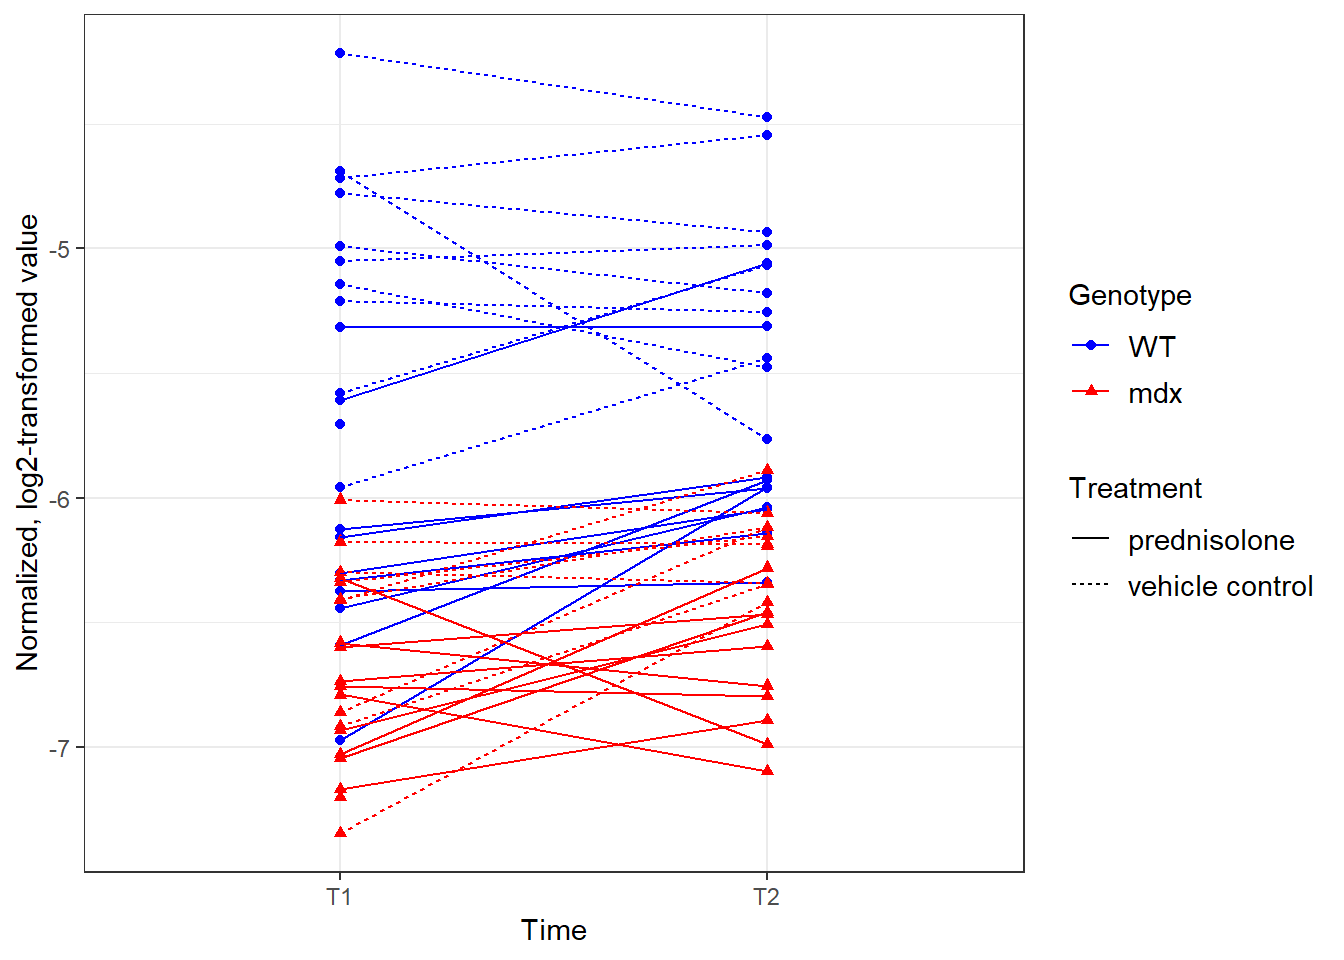 Normalized, log2-transformed value
-5
-6
-7
T1
T2
Time
Genotype
WT
mdx
Treatment
prednisolone
vehicle control